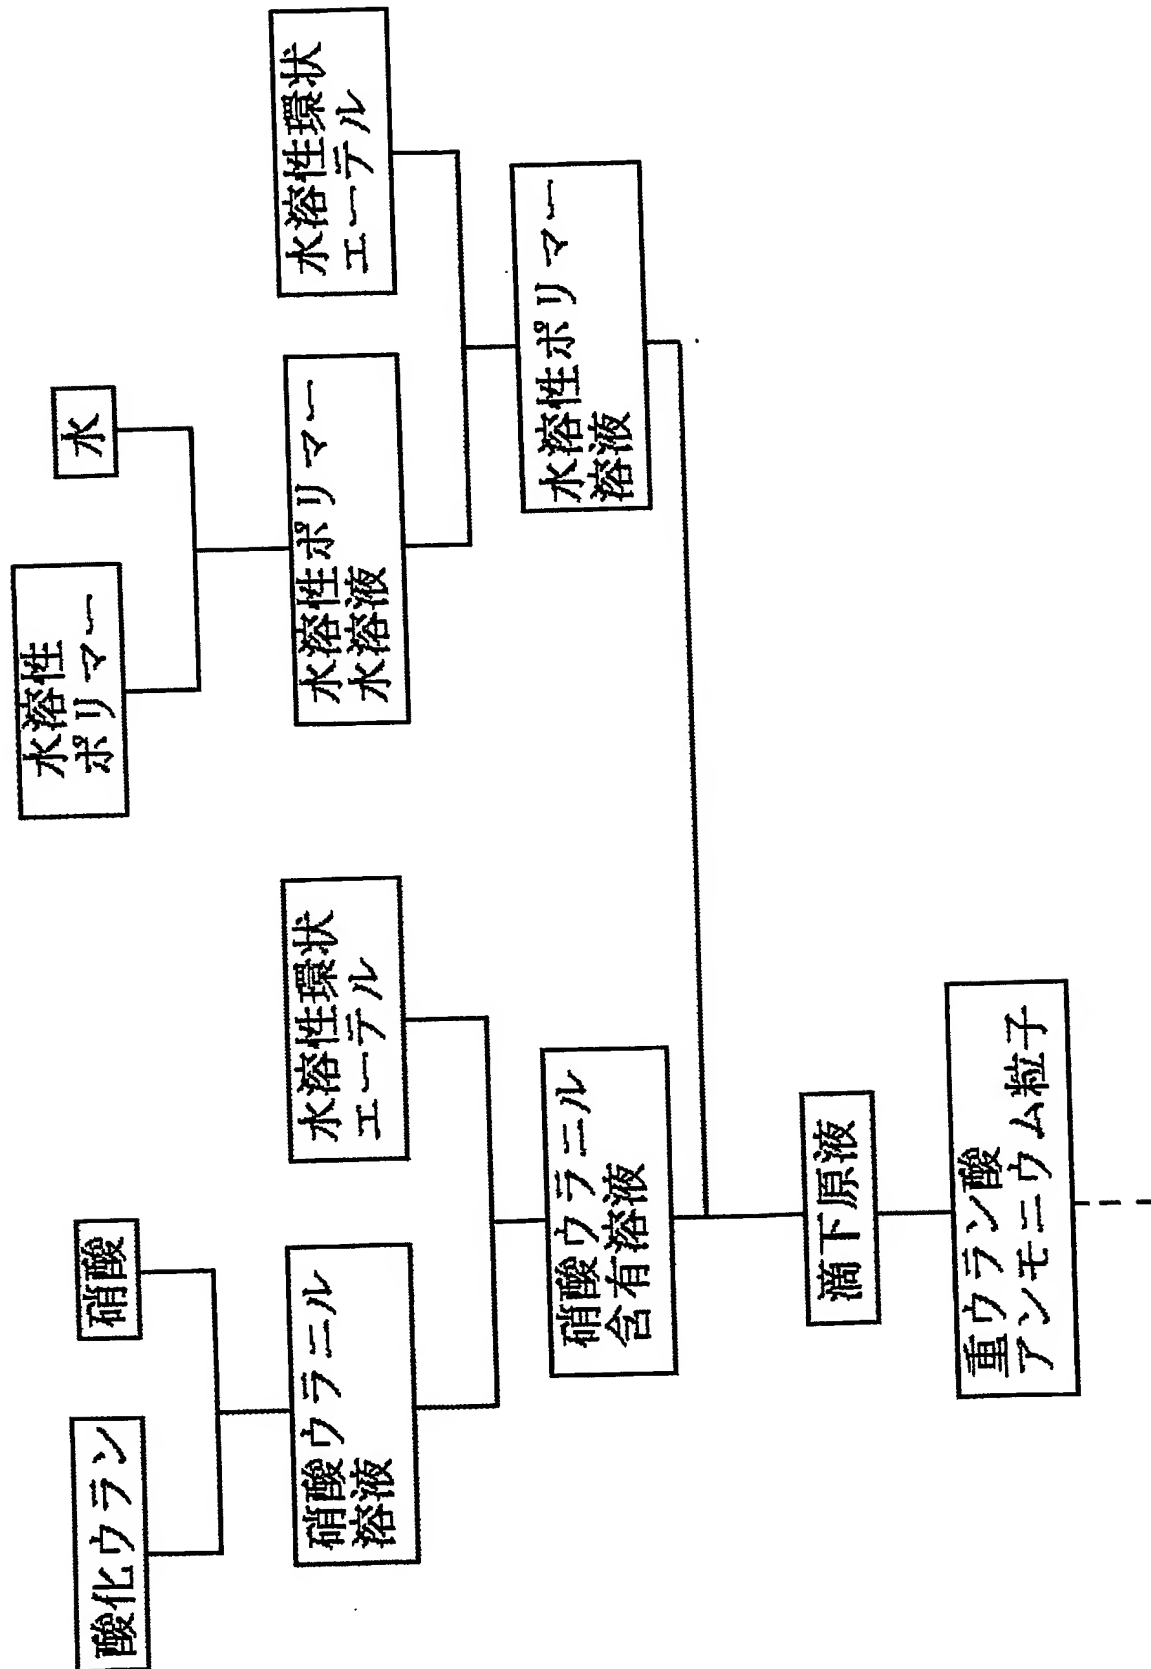 酸化ウラン
硝酸
水溶性
ポリマー
水
硝酸ウラニル
溶液
水溶性環状
エーテル
水溶性ポリマー
水溶液
水溶性環状
エーテル
硝酸ウラニル
含有溶液
水溶性ポリマー
溶液
滴下原液
重ウラン酸
アンモニウム粒子